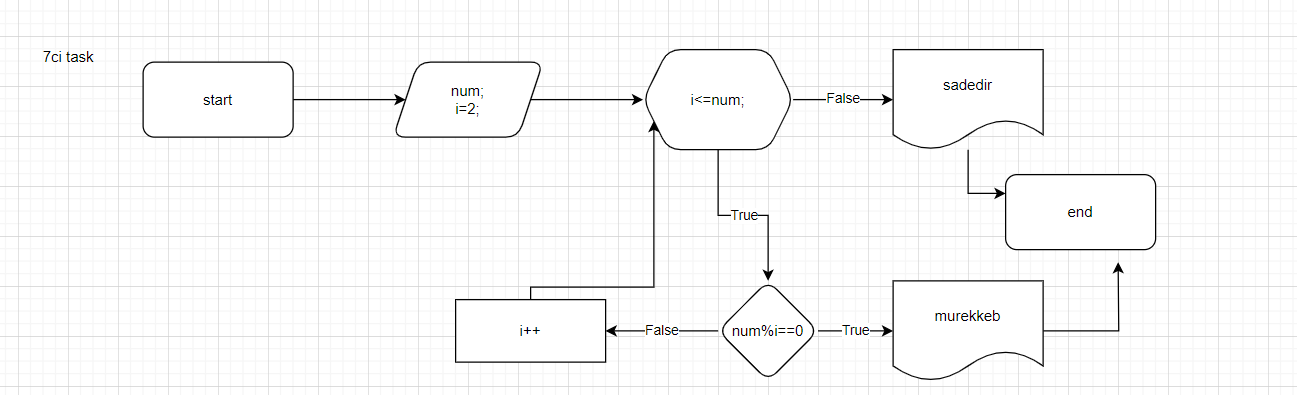 7ci task
start
num;
i=2;
i<=num;
False
sadedir
end
True
i++
False
num%i==0
True
murekkeb